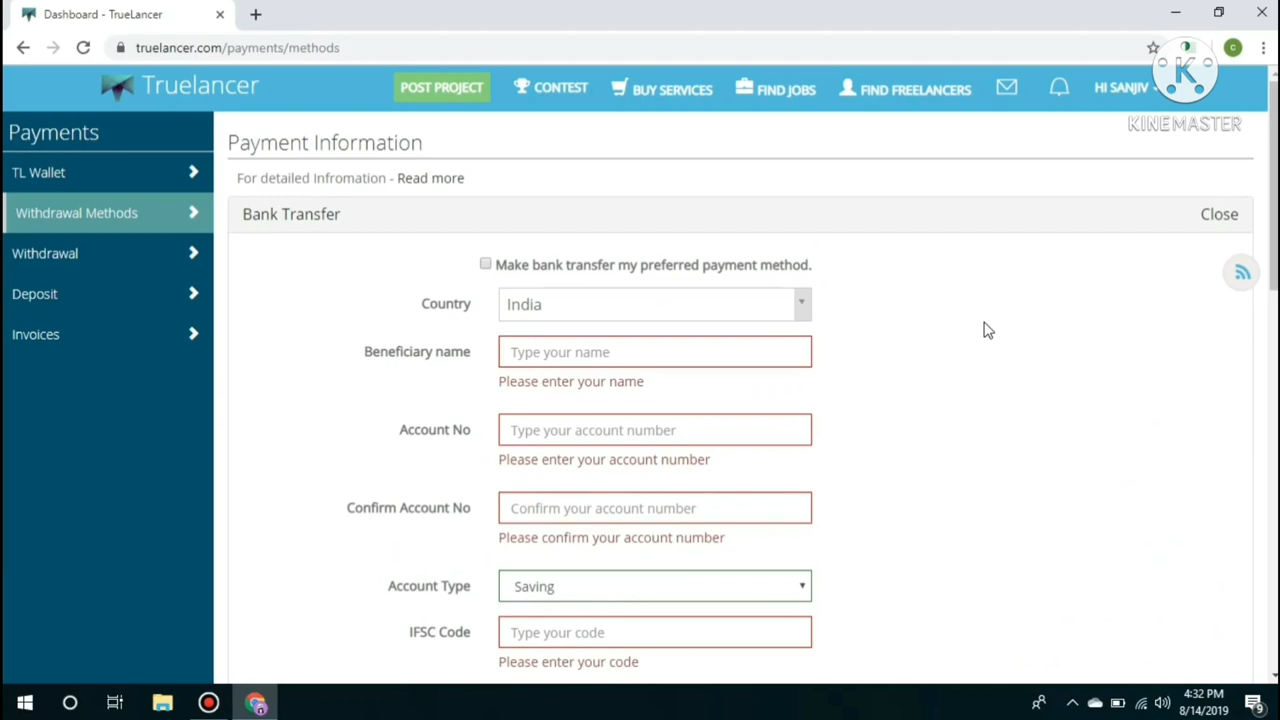 Dashboard - TrueLancer
truelancer.com/payments/methods
Truelancer
POST PROJECT
CONTEST
BUY SERVICES
FIND JOBS
FIND FREELANCERS
HI SANJIV
K
KINEMASTER
Payments
TL Wallet
Withdrawal Methods
Withdrawal
Deposit
Invoices
Payment Information
For detailed Infromation - Read more
Bank Transfer
Close
Make bank transfer my preferred payment method.
Country
India
Beneficiary name
Type your name
Please enter your name
Account No
Type your account number
Please enter your account number
Confirm Account No
Confirm your account number
Please confirm your account number
Account Type
Saving
IFSC Code
Type your code
Please enter your code
4:32 PM
8/14/2019
9